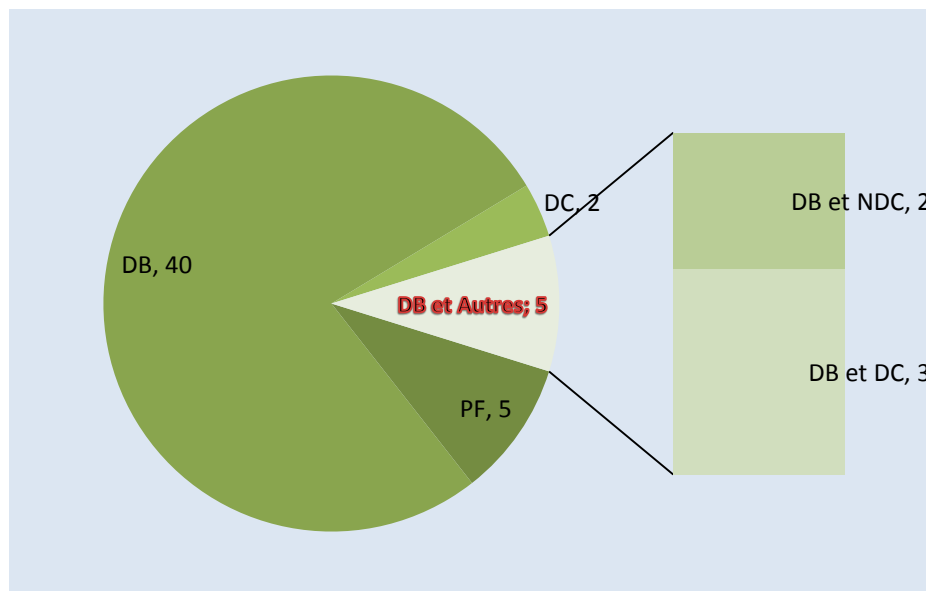 DC, 2
DB et NDC, 2
DB, 40
DB et Autres; 5
DB et DC, 3
PF, 5